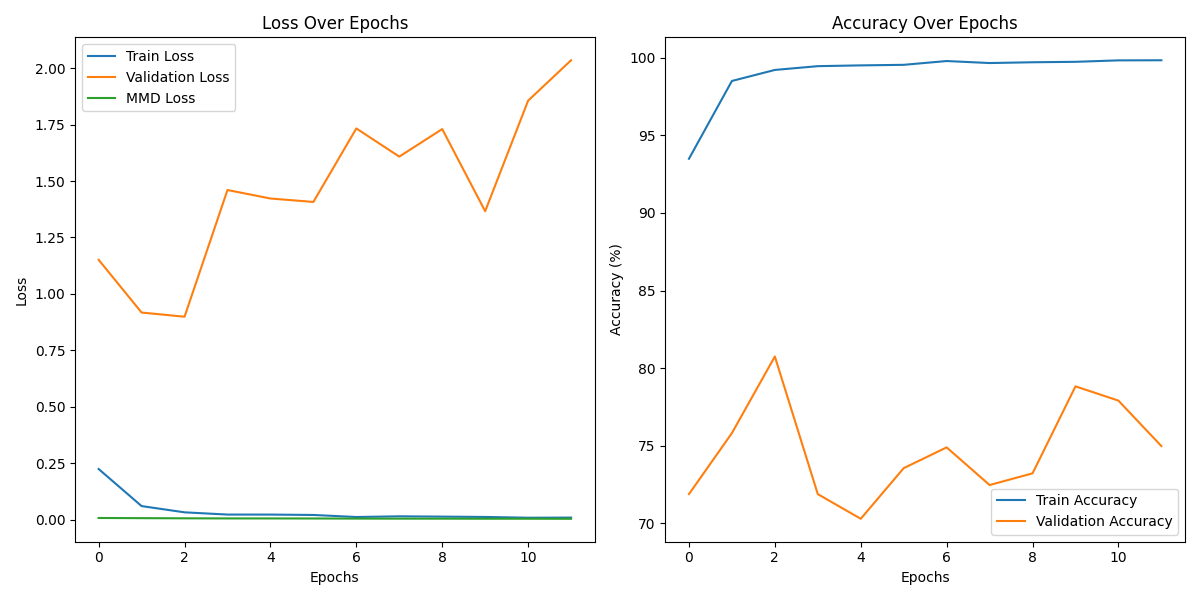 Loss Over Epochs
Train Loss
Validation Loss
MMD Loss
2.00
1.75
1.50
1.25
1.00
0.75
0.50
0.25
0.00
Loss
0 2 4 6 8 10
Epochs
Accuracy Over Epochs
100
95
90
85
80
75
70
Accuracy (%)
Train Accuracy
Validation Accuracy
0 2 4 6 8 10
Epochs